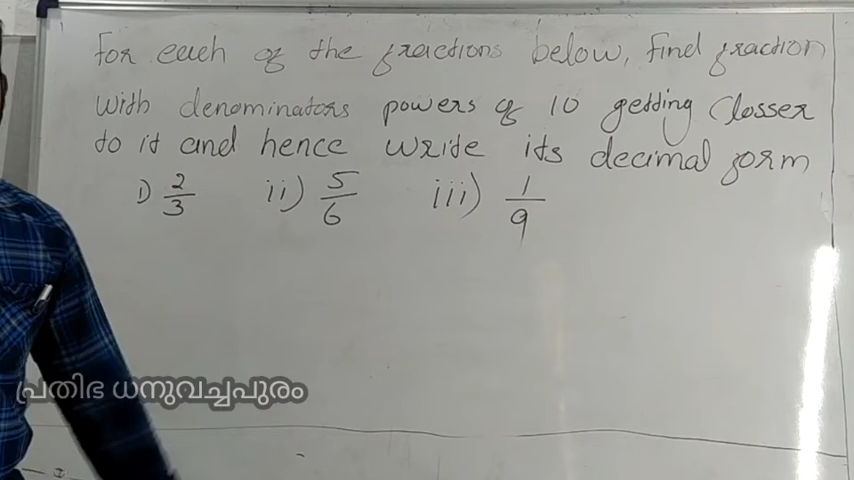 For each of the fractions below, Find fraction
with denominators powers of 10 getting Closser
to it and hence write its decimal form
i) 2/3 ii) 5/6 iii) 1/9
പ്രതിഭ ധനുവച്ചപുരം